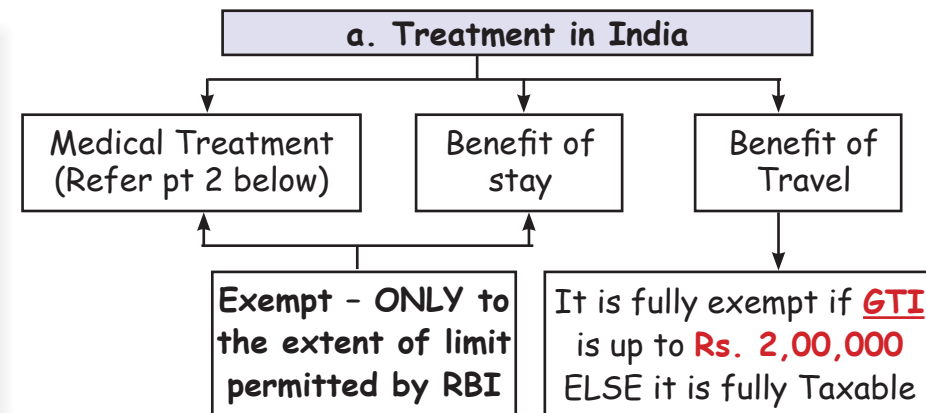 a. Treatment in India
Medical Treatment
(Refer pt 2 below)
Benefit of
stay
Benefit of
Travel
Exempt – ONLY to
the extent of limit
permitted by RBI
It is fully exempt if GTI
is up to Rs. 2,00,000
ELSE it is fully Taxable